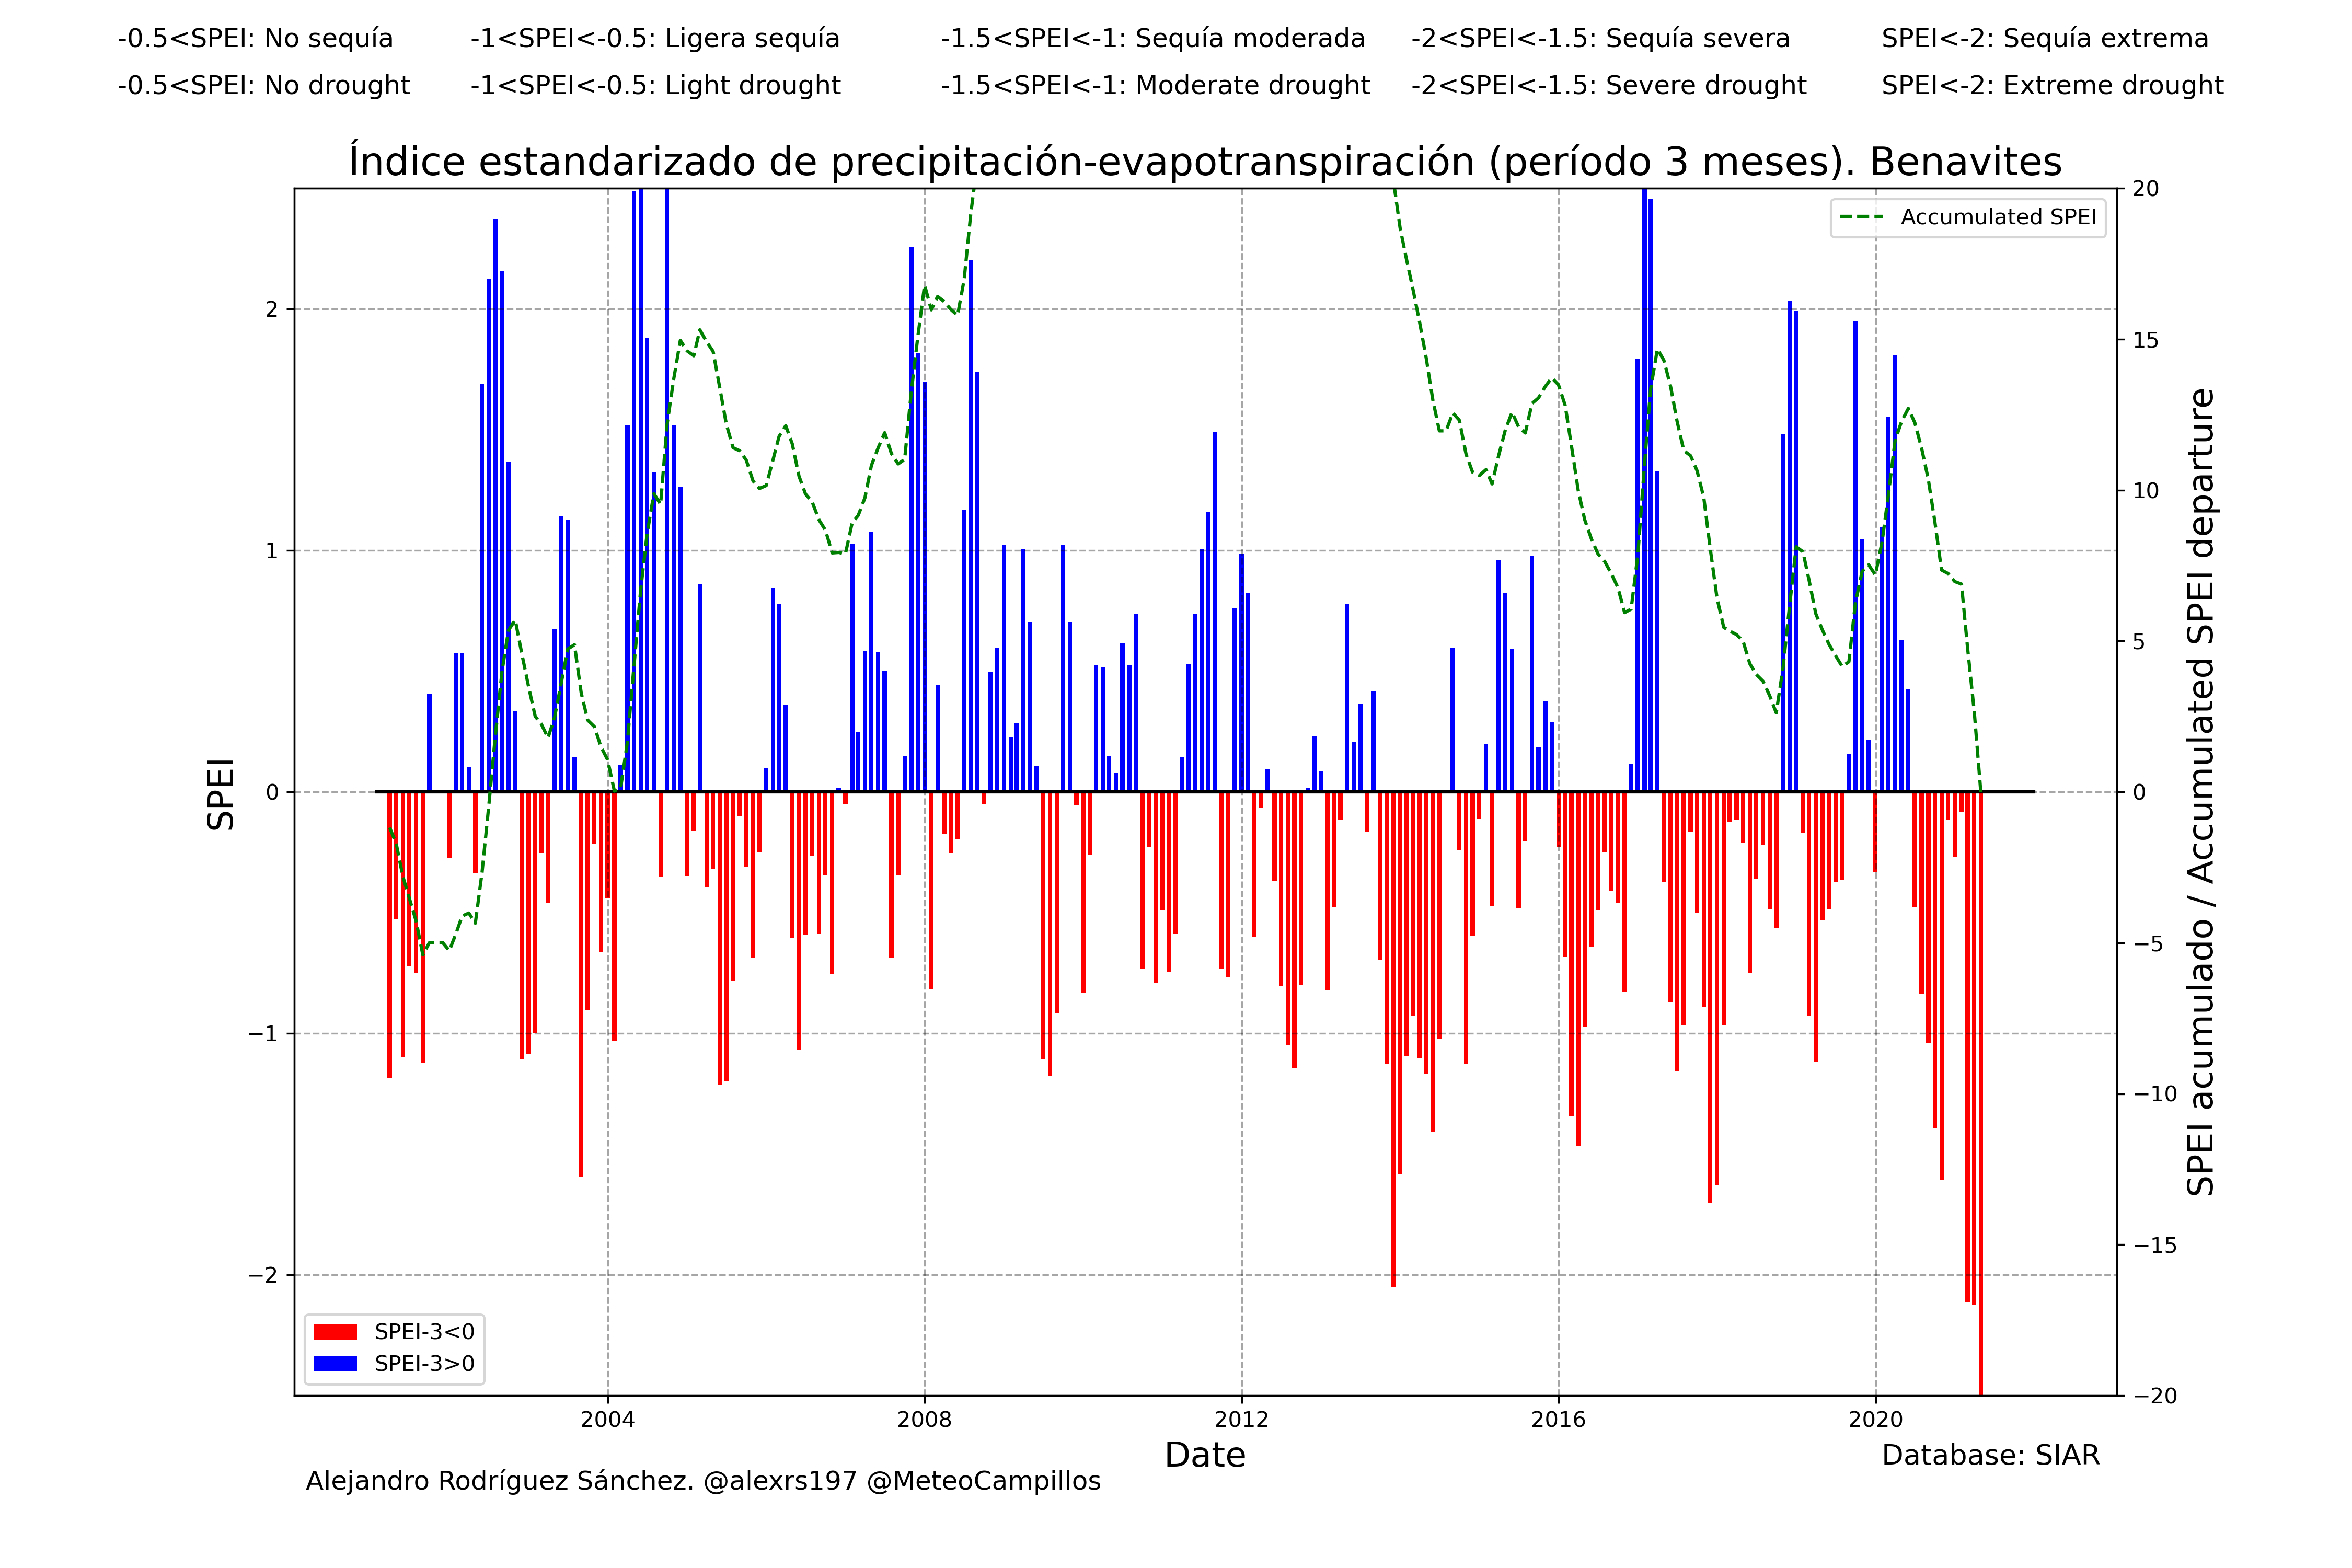 -0.5<SPEI: No sequía -1<SPEI<-0.5: Ligera sequía -1.5<SPEI<-1: Sequía moderada -2<SPEI<-1.5: Sequía severa SPEI<-2: Sequía extrema
-0.5<SPEI: No drought -1<SPEI<-0.5: Light drought -1.5<SPEI<-1: Moderate drought -2<SPEI<-1.5: Severe drought SPEI<-2: Extreme drought
Índice estandarizado de precipitación-evapotranspiración (período 3 meses). Benavites
Accumulated SPEI
SPEI
2
1
0
−1
−2
20
15
10
5
0
−5
−10
−15
−20
SPEI acumulado / Accumulated SPEI departure
SPEI-3<0
SPEI-3>0
2004 2008 2012 2016 2020
Date
Database: SIAR
Alejandro Rodríguez Sánchez. @alexrs197 @MeteoCampillos